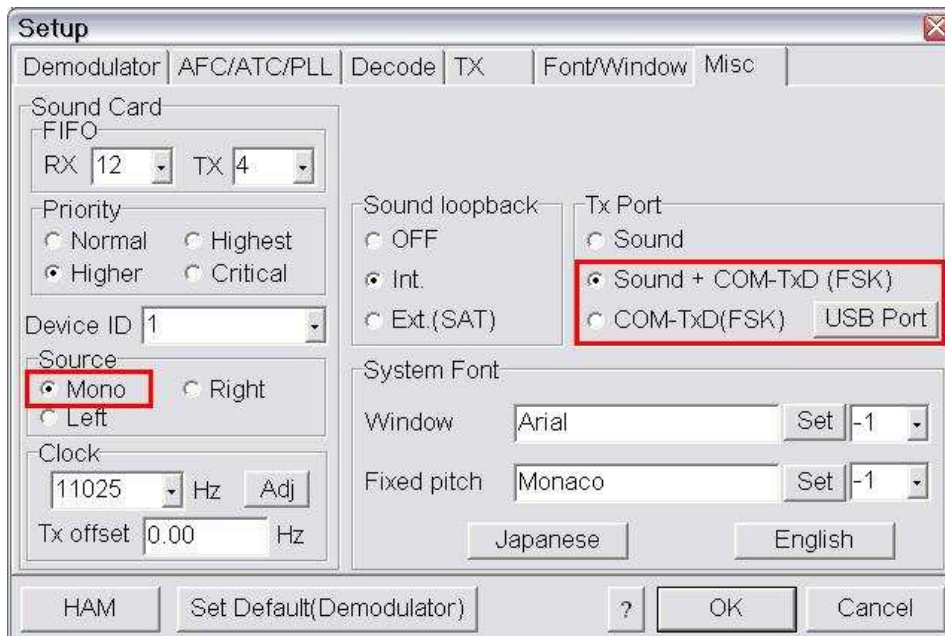 Setup
Demodulator AFC/ATC/PLL Decode TX Font/Window Misc
Sound Card
FIFO
RX 12 TX 4
Priority
Normal Highest
Higher Critical
Device ID 1
Source
Mono Right
Left
Clock
11025 Hz Adj
Tx offset 0.00 Hz
Sound loopback
OFF
Int.
Ext.(SAT)
Tx Port
Sound
Sound + COM-TxD (FSK)
COM-TxD(FSK) USB Port
System Font
Window Arial Set -1
Fixed pitch Monaco Set -1
Japanese English
HAM Set Default(Demodulator) ? OK Cancel